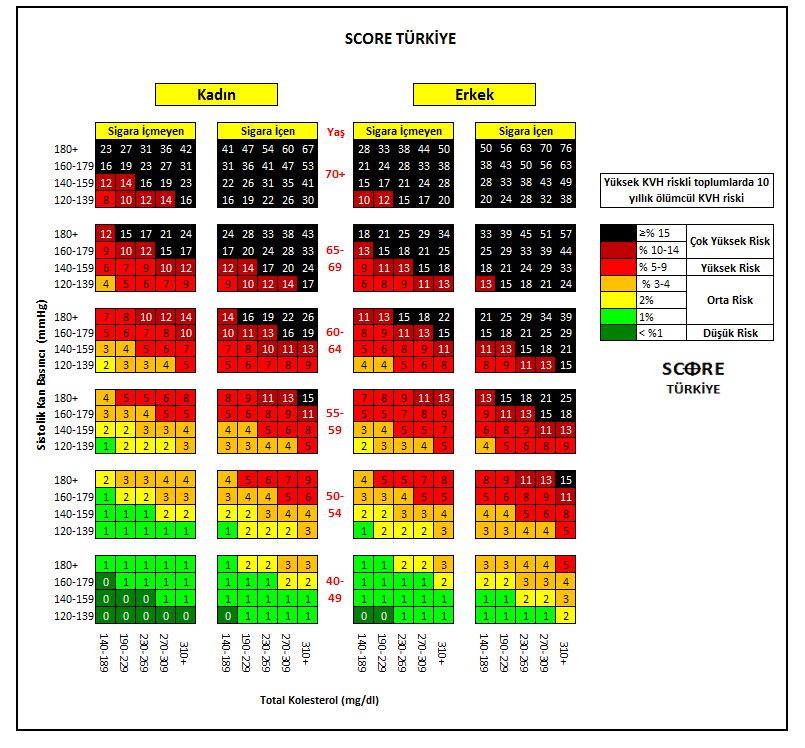 SCORE TÜRKİYE
Kadın Erkek
Sigara İçmeyen Sigara İçen Yaş Sigara İçmeyen Sigara İçen
180+ 23 27 31 36 42 41 47 54 60 67 28 33 38 44 50 50 56 63 70 76
160-179 16 19 23 27 31 31 36 41 47 53 21 24 28 33 38 38 43 50 56 63
70+
140-159 12 14 16 19 23 22 26 31 35 41 15 17 21 24 28 28 33 38 43 49
120-139 8 10 12 14 16 16 19 22 26 30 10 12 15 17 20 20 24 28 32 38
180+ 12 15 17 21 24 24 28 33 38 43 18 21 25 29 34 33 39 45 51 57
160-179 9 10 12 15 17 17 20 24 28 33 13 15 18 21 25 25 29 33 39 44
65-69
140-159 6 7 9 10 12 12 14 17 20 24 9 11 13 15 18 18 21 24 29 33
120-139 4 5 6 7 9 9 10 12 14 17 6 8 9 11 13 13 15 18 21 24
180+ 7 8 10 12 14 14 16 19 22 26 11 13 15 18 22 21 25 29 34 39
160-179 5 6 7 8 10 10 11 13 16 19 8 9 11 13 15 15 18 21 25 29
60-64
140-159 3 4 5 6 7 7 8 10 11 13 5 6 8 9 11 11 13 15 18 21
120-139 2 3 3 4 5 5 6 7 8 9 4 4 5 6 8 8 9 11 13 15
180+ 4 5 5 6 8 8 9 11 13 15 7 8 9 11 13 13 15 18 21 25
160-179 3 3 4 5 5 5 6 8 9 11 5 5 7 8 9 9 11 13 15 18
55-59
140-159 2 2 3 3 4 4 4 5 6 8 3 4 5 5 6 6 8 9 11 13
120-139 1 2 2 2 3 3 3 4 4 5 2 3 3 4 5 4 5 6 8 9
180+ 2 3 3 4 4 4 5 6 7 9 4 5 5 7 8 8 9 11 13 15
160-179 1 2 2 3 3 3 4 4 5 6 3 3 4 5 5 5 6 8 9 11
50-54
140-159 1 1 1 2 2 2 2 3 4 4 2 2 3 3 4 4 4 5 6 8
120-139 1 1 1 1 1 1 2 2 2 3 1 2 2 2 3 3 3 4 4 5
180+ 1 1 1 1 1 1 2 2 3 3 1 1 2 2 3 3 3 4 4 5
160-179 0 1 1 1 1 1 1 1 2 2 1 1 1 1 2 2 2 3 3 4
40-49
140-159 0 0 0 1 1 1 1 1 1 1 1 1 1 1 1 1 1 2 2 3
120-139 0 0 0 0 0 0 1 1 1 1 0 0 1 1 1 1 1 1 1 2
140-189 190-229 230-269 270-309 310+ 140-189 190-229 230-269 270-309 310+ 140-189 190-229 230-269 270-309 310+ 140-189 190-229 230-269 270-309 310+
Sistolik Kan Basıncı (mmHg)
Total Kolesterol (mg/dl)
Yüksek KVH riskli toplumlarda 10
yıllık ölümcül KVH riski
≥% 15
Çok Yüksek Risk
% 10-14
% 5-9 Yüksek Risk
% 3-4
2% Orta Risk
1%
< %1 Düşük Risk
SCORE
TÜRKİYE